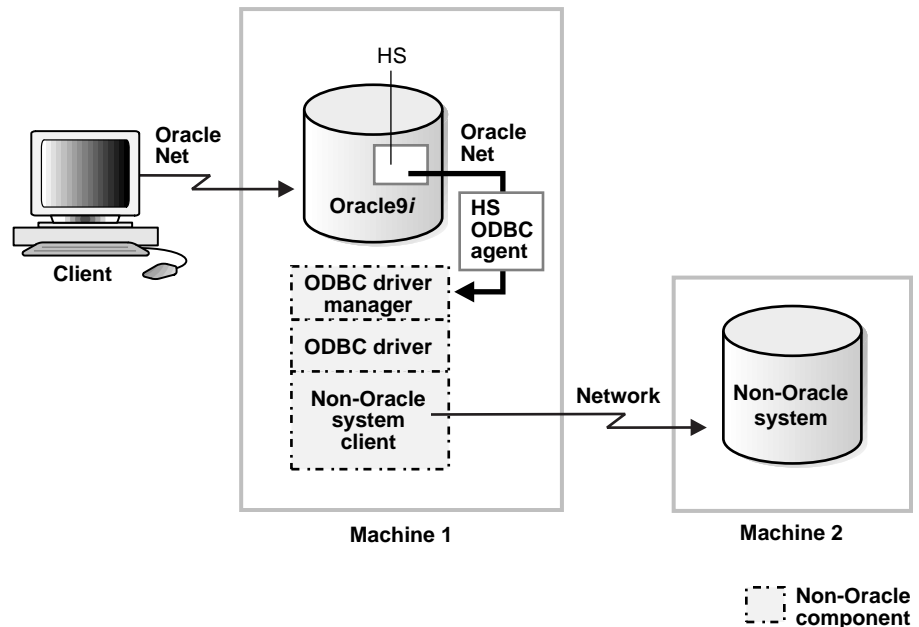 HS
Oracle
Net
Oracle
Net
Oracle9i
HS
ODBC
agent
Client
ODBC driver
manager
ODBC driver
Non-Oracle
system
client
Network
Non-Oracle
system
Machine 1
Machine 2
Non-Oracle
component